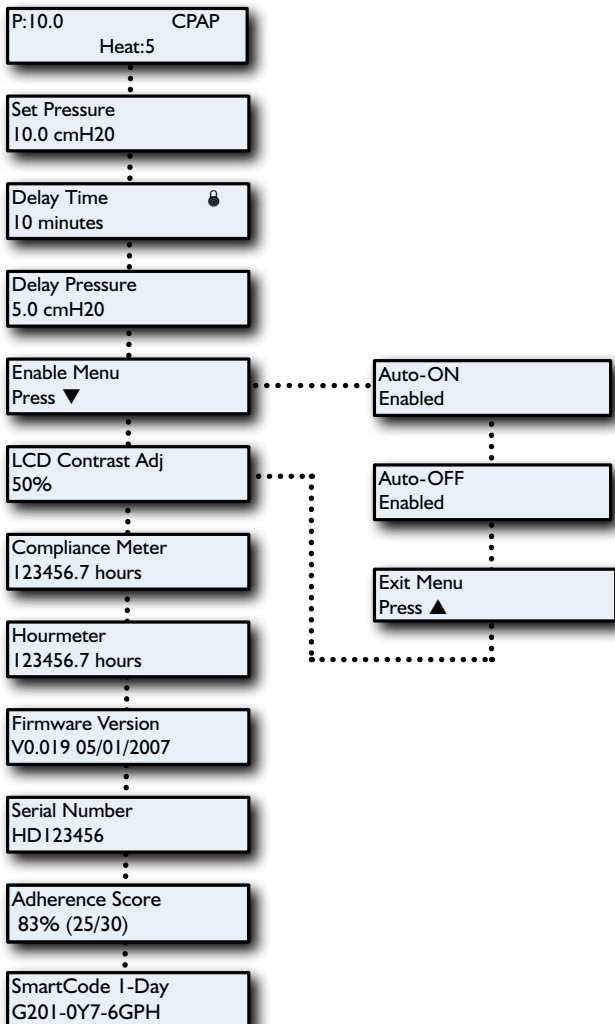 P:10.0 CPAP
Heat:5
Set Pressure
10.0 cmH20
Delay Time
10 minutes
Delay Pressure
5.0 cmH20
Enable Menu
Press ▼
Auto-ON
Enabled
LCD Contrast Adj
50%
Auto-OFF
Enabled
Compliance Meter
123456.7 hours
Exit Menu
Press ▲
Hourmeter
123456.7 hours
Firmware Version
V0.019 05/01/2007
Serial Number
HD123456
Adherence Score
83% (25/30)
SmartCode 1-Day
G201-0Y7-6GPH